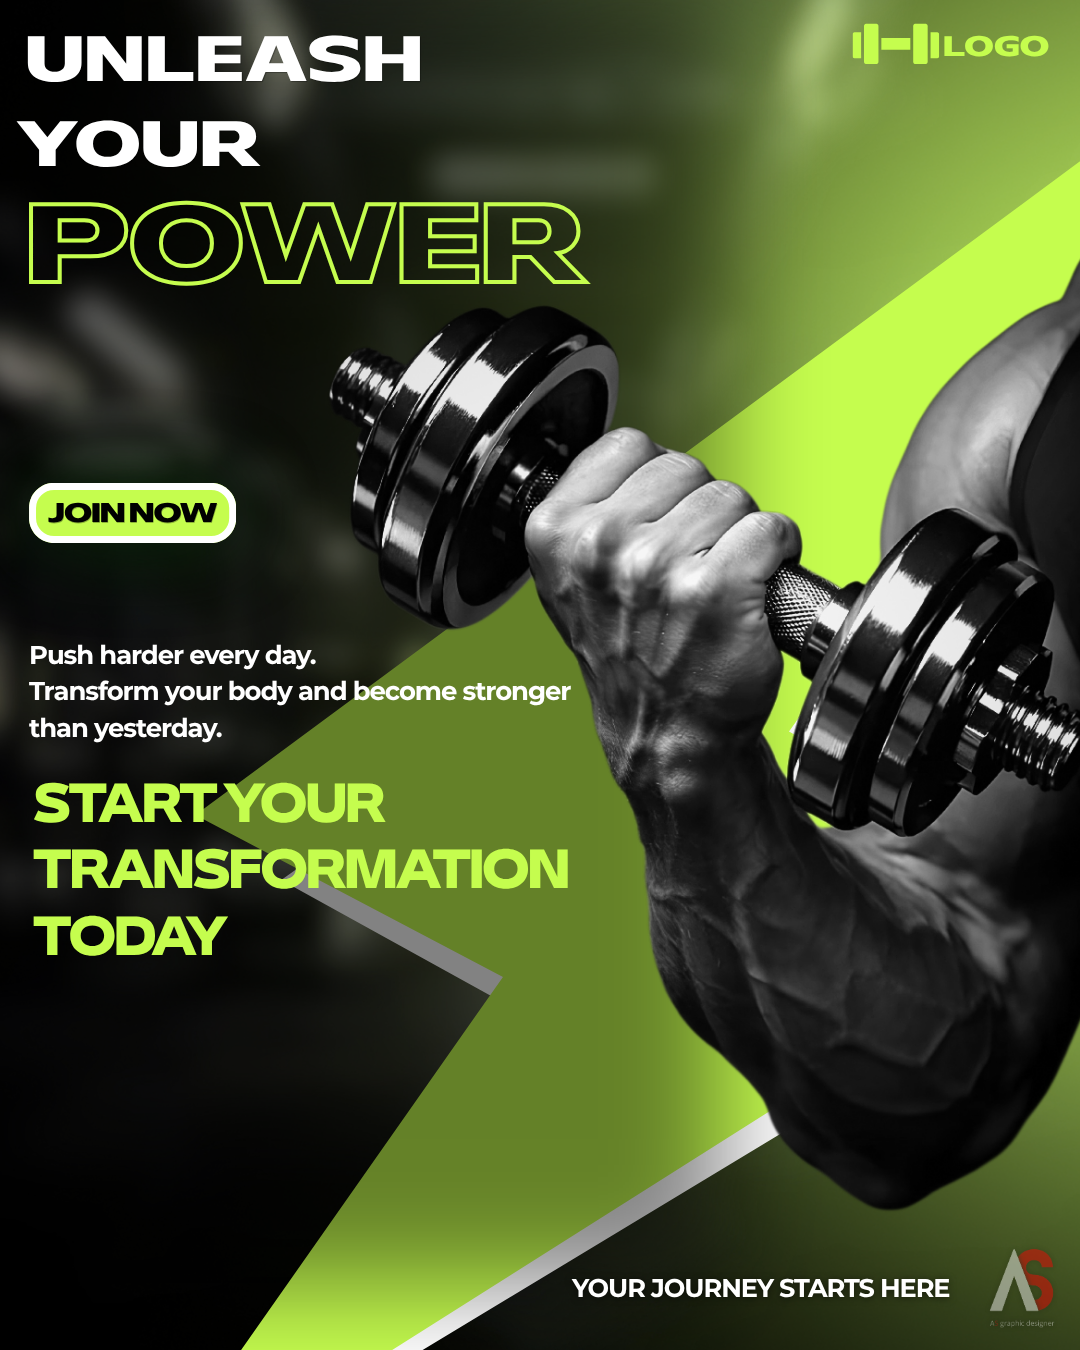 UNLEASH
LOGO
YOUR
POWER
JOIN NOW
Push harder every day.
Transform your body and become stronger
than yesterday.
START YOUR
TRANSFORMATION
TODAY
YOUR JOURNEY STARTS HERE
AS
A graphic designer